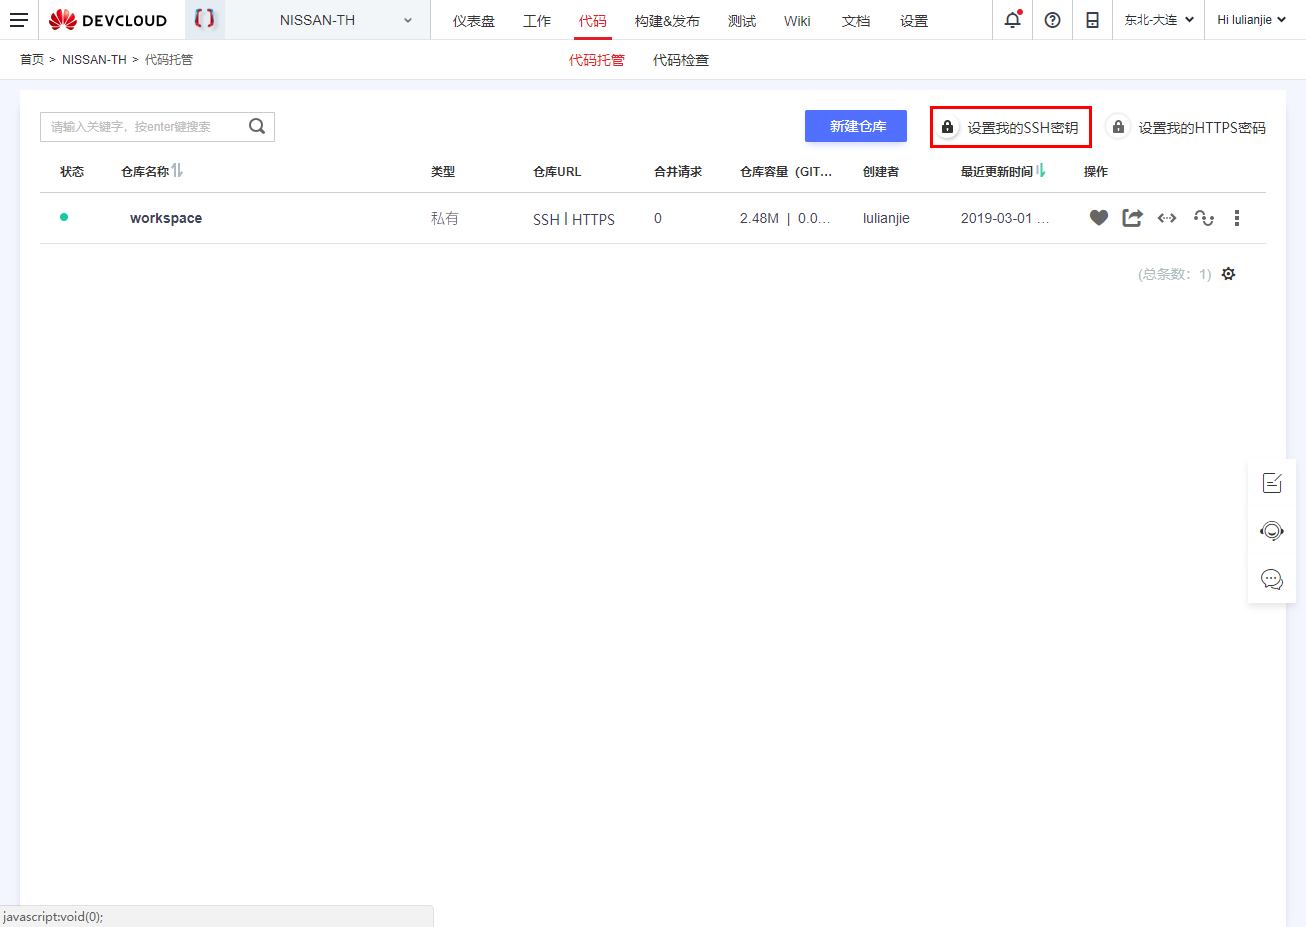 DEVCLOUD NISSAN-TH 仪表盘 工作 代码 构建&发布 测试 Wiki 文档 设置 东北-大连 Hi lulianjie
首页 > NISSAN-TH > 代码托管 代码托管 代码检查
请输入关键字，按enter键搜索 新建仓库 设置我的SSH密钥 设置我的HTTPS密码
状态 仓库名称 类型 仓库URL 合并请求 仓库容量（GIT... 创建者 最近更新时间 操作
workspace 私有 SSH | HTTPS 0 2.48M | 0.0... lulianjie 2019-03-01 ...
(总条数：1)
javascript:void(0);